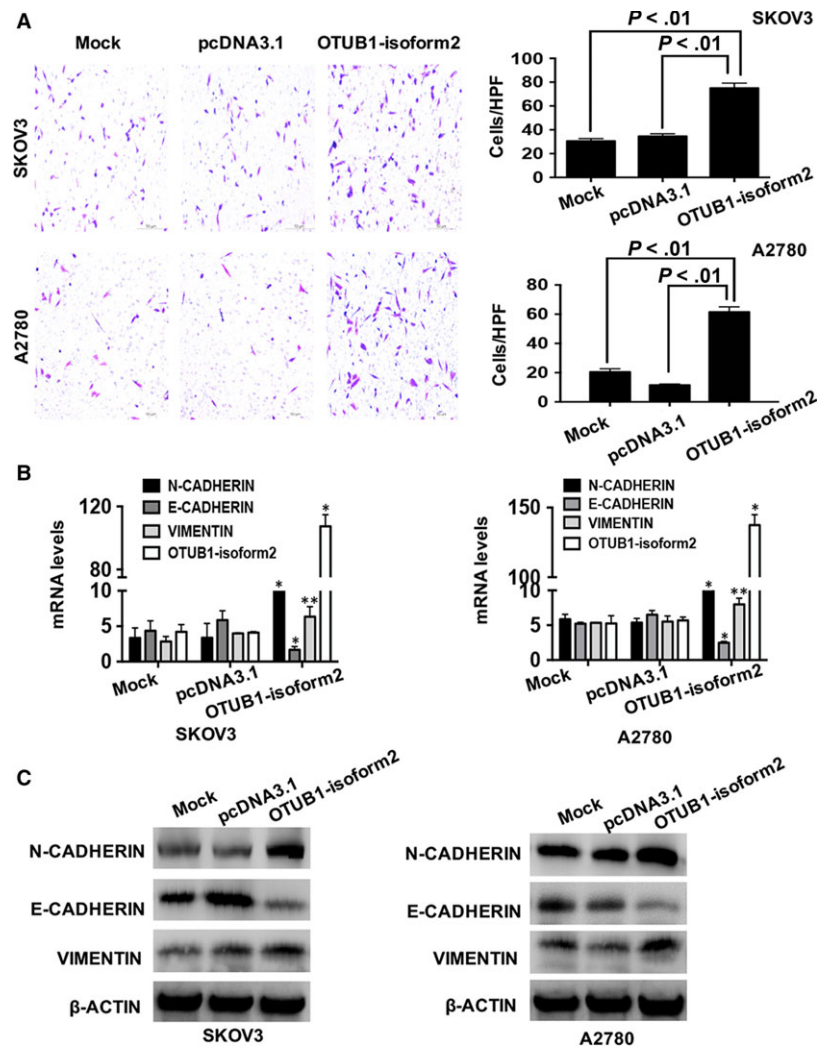 A
Mock
pcDNA3.1
OTUB1-isoform2
SKOV3
A2780
P < .01
SKOV3
P < .01
Cells/HPF
100
80
60
40
20
0
Mock
pcDNA3.1
OTUB1-isoform2
P < .01
A2780
P < .01
Cells/HPF
80
60
40
20
0
Mock
pcDNA3.1
OTUB1-isoform2
B
N-CADHERIN
E-CADHERIN
VIMENTIN
OTUB1-isoform2
mRNA levels
120
80
10
5
0
*
*
**
*
Mock
pcDNA3.1
OTUB1-isoform2
SKOV3
N-CADHERIN
E-CADHERIN
VIMENTIN
OTUB1-isoform2
mRNA levels
150
100
10
5
0
*
*
**
*
Mock
pcDNA3.1
OTUB1-isoform2
A2780
C
Mock
pcDNA3.1
OTUB1-isoform2
N-CADHERIN
E-CADHERIN
VIMENTIN
β-ACTIN
SKOV3
Mock
pcDNA3.1
OTUB1-isoform2
N-CADHERIN
E-CADHERIN
VIMENTIN
β-ACTIN
A2780